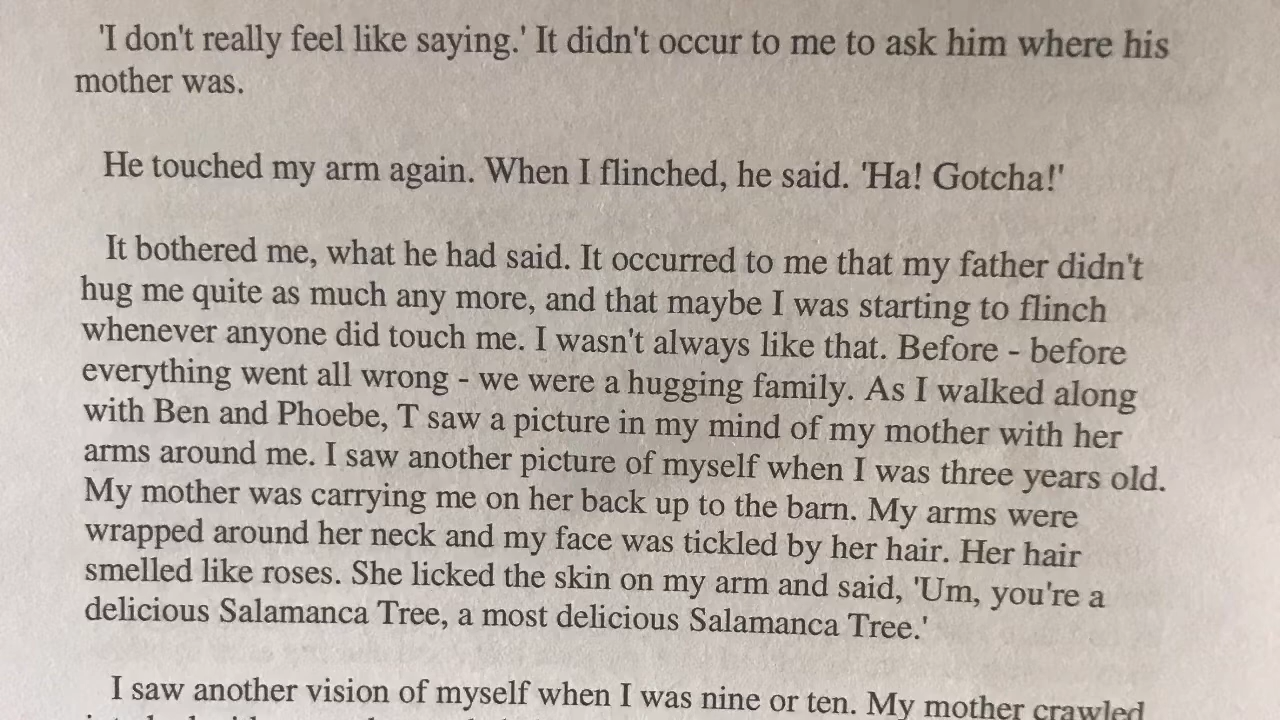 'I don't really feel like saying.' It didn't occur to me to ask him where his
mother was.
He touched my arm again. When I flinched, he said. 'Ha! Gotcha!'
It bothered me, what he had said. It occurred to me that my father didn't
hug me quite as much any more, and that maybe I was starting to flinch
whenever anyone did touch me. I wasn't always like that. Before - before
everything went all wrong - we were a hugging family. As I walked along
with Ben and Phoebe, T saw a picture in my mind of my mother with her
arms around me. I saw another picture of myself when I was three years old.
My mother was carrying me on her back up to the barn. My arms were
wrapped around her neck and my face was tickled by her hair. Her hair
smelled like roses. She licked the skin on my arm and said, 'Um, you're a
delicious Salamanca Tree, a most delicious Salamanca Tree.'
I saw another vision of myself when I was nine or ten. My mother crawled